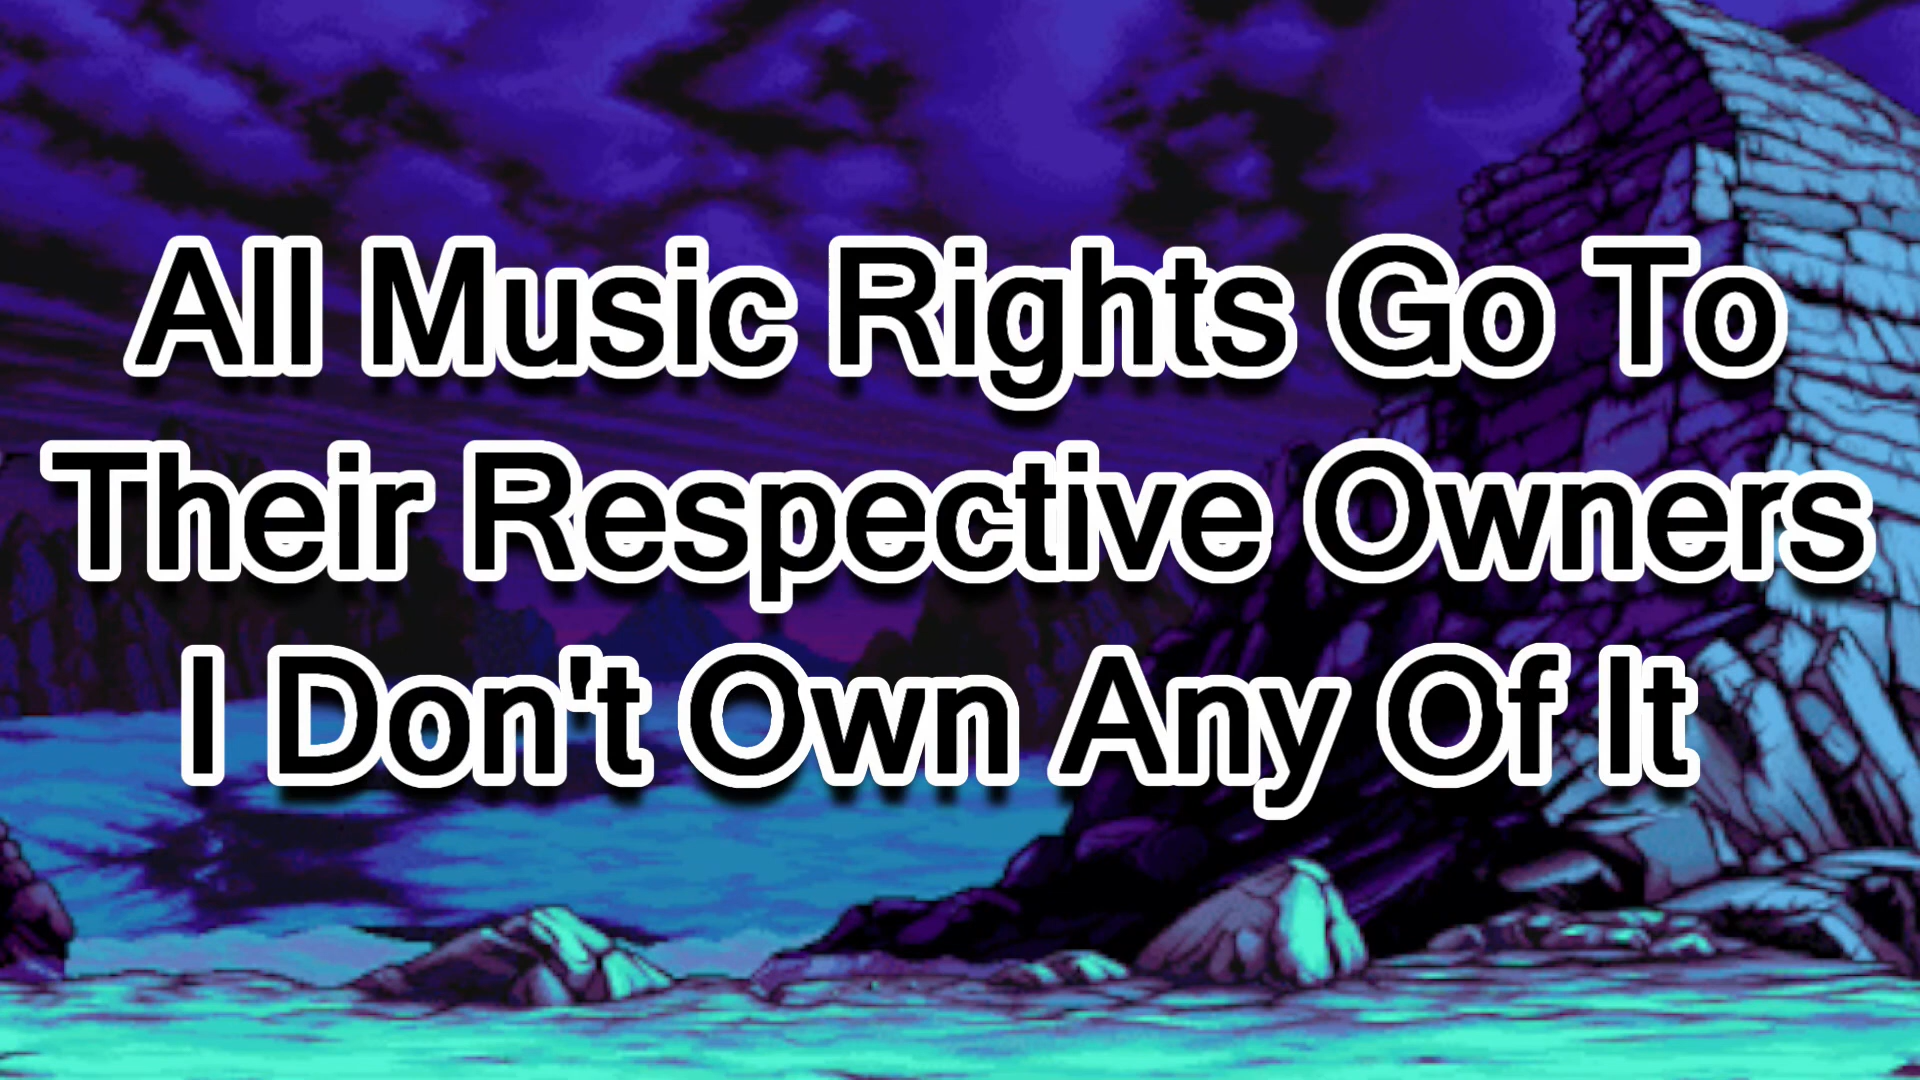 All Music Rights Go To
Their Respective Owners
I Don't Own Any Of It